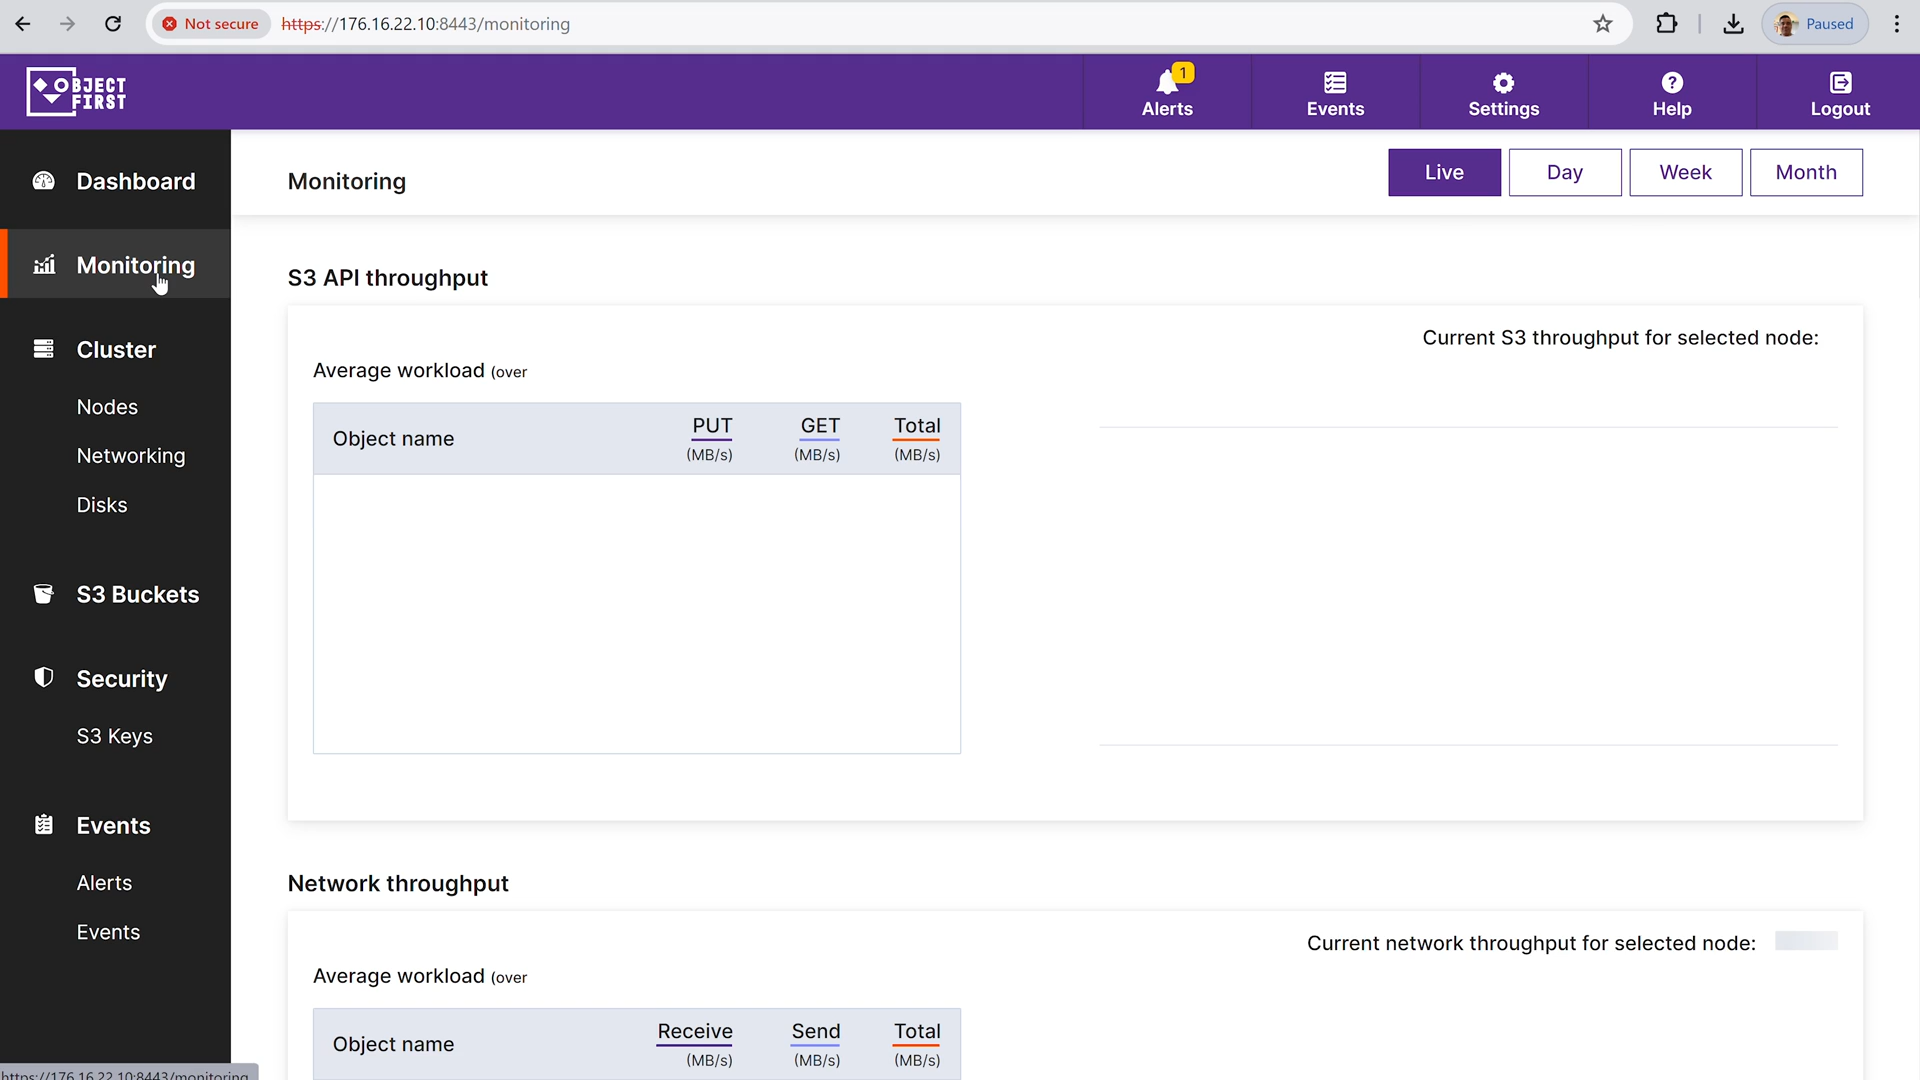 Not secure
https://176.16.22.10:8443/monitoring
Paused
OBJECT
FIRST
1
Alerts
Events
Settings
Help
Logout
Dashboard
Monitoring
Cluster
Nodes
Networking
Disks
S3 Buckets
Security
S3 Keys
Events
Alerts
Events
Monitoring
Live
Day
Week
Month
S3 API throughput
Current S3 throughput for selected node:
Average workload (over
Object name
PUT
(MB/s)
GET
(MB/s)
Total
(MB/s)
Network throughput
Current network throughput for selected node:
Average workload (over
Object name
Receive
(MB/s)
Send
(MB/s)
Total
(MB/s)
https://176.16.22.10:8443/monitoring